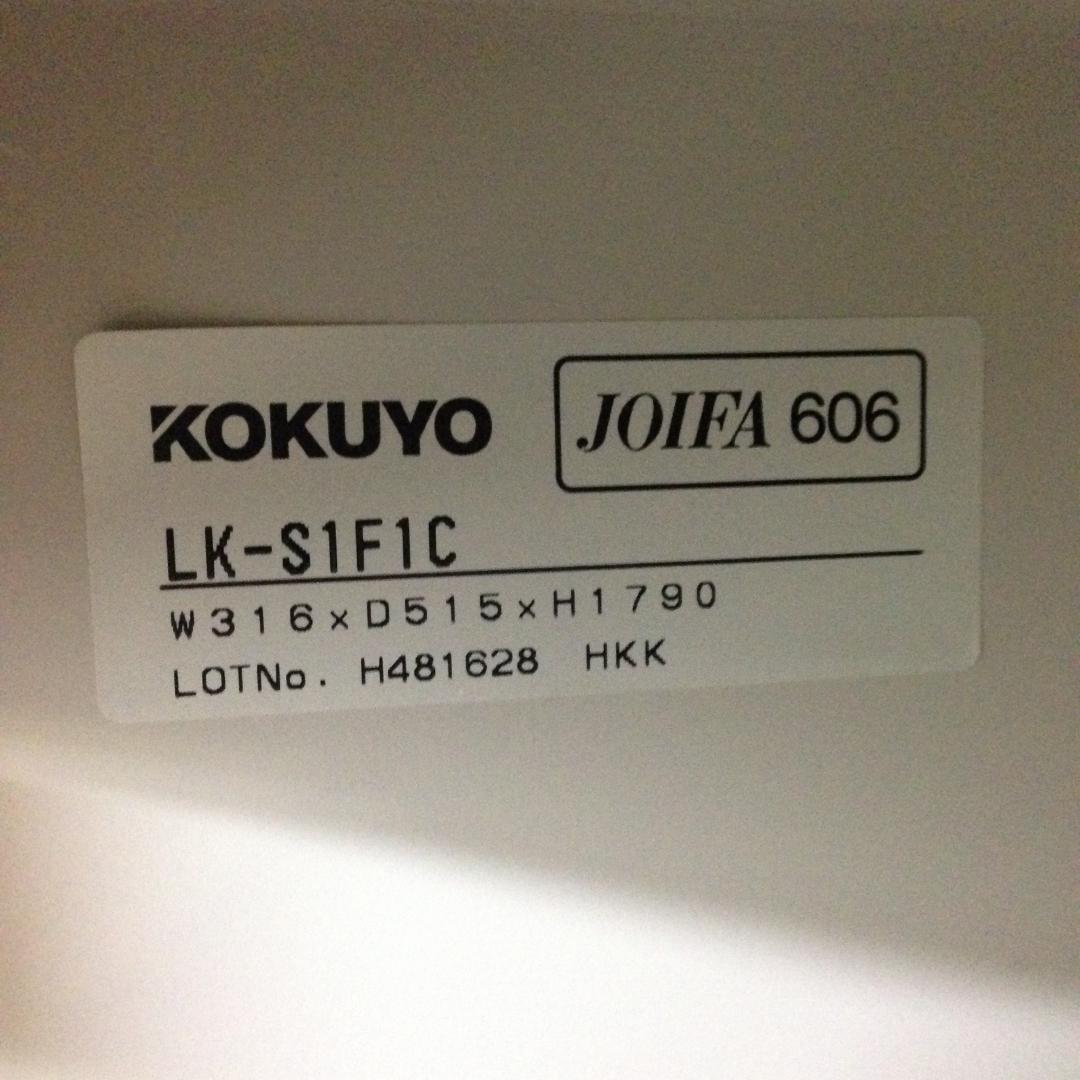 KOKUYO JOIFA 606
LK-S1F1C
W316×D515×H1790
LOTNo. H481628 HKK